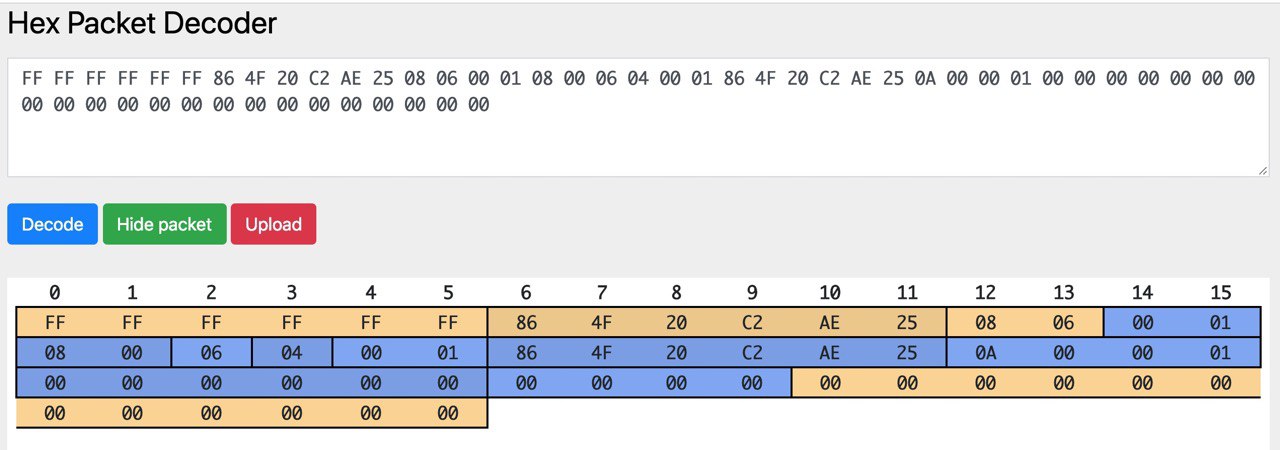 Hex Packet Decoder
FF FF FF FF FF FF 86 4F 20 C2 AE 25 08 06 00 01 08 00 06 04 00 01 86 4F 20 C2 AE 25 0A 00 00 01 00 00 00 00 00 00 00
00 00 00 00 00 00 00 00 00 00 00 00 00 00 00 00
Decode Hide packet Upload
0 1 2 3 4 5 6 7 8 9 10 11 12 13 14 15
FF FF FF FF FF FF 86 4F 20 C2 AE 25 08 06 00 01
08 00 06 04 00 01 86 4F 20 C2 AE 25 0A 00 00 01
00 00 00 00 00 00 00 00 00 00 00 00 00 00 00 00
00 00 00 00 00 00